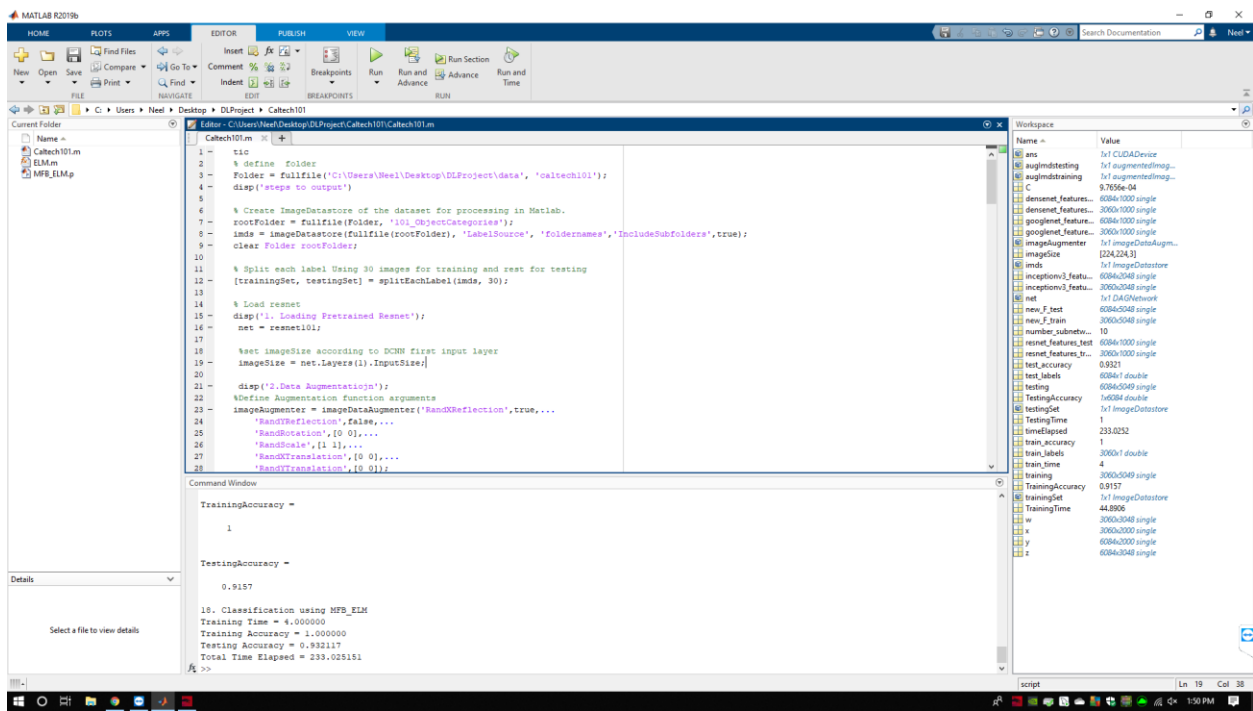 MATLAB R2019b
HOME PLOTS APPS EDITOR PUBLISH VIEW
Search Documentation
Neel
New Open Save
Find Files
Compare
Print
Go To
Find
Insert fx
Comment %
Indent
Breakpoints
Run
Run and Advance
Run Section
Advance
Run and Time
FILE NAVIGATE EDIT BREAKPOINTS RUN
C: Users Neel Desktop DLProject Caltech101
Current Folder
Name
Caltech101.m
ELM.m
MFB_ELM.p
Details
Select a file to view details
Editor - C:\Users\Neel\Desktop\DLProject\Caltech101\Caltech101.m
Caltech101.m +
1 - tic
2 % define folder
3 - Folder = fullfile('C:\Users\Neel\Desktop\DLProject\data', 'caltech101');
4 - disp('steps to output')
5
6 % Create ImageDatastore of the dataset for processing in Matlab.
7 - rootFolder = fullfile(Folder, '101_ObjectCategories');
8 - imds = imageDatastore(fullfile(rootFolder), 'LabelSource', 'foldernames','IncludeSubfolders',true);
9 - clear Folder rootFolder;
10
11 % Split each label Using 30 images for training and rest for testing
12 - [trainingSet, testingSet] = splitEachLabel(imds, 30);
13
14 % Load resnet
15 - disp('1. Loading Pretrained Resnet');
16 - net = resnet101;
17
18 %set imageSize according to DCNN first input layer
19 - imageSize = net.Layers(1).InputSize;
20
21 - disp('2.Data Augmentatiojn');
22 %Define Augmentation function arguments
23 - imageAugmenter = imageDataAugmenter('RandXReflection',true,...
24 'RandYReflection',false,...
25 'RandRotation',[0 0],...
26 'RandScale',[1 1],...
27 'RandXTranslation',[0 0],...
28 'RandYTranslation',[0 0]);
Command Window
TrainingAccuracy =
1
TestingAccuracy =
0.9157
18. Classification using MFB_ELM
Training Time = 4.000000
Training Accuracy = 1.000000
Testing Accuracy = 0.932117
Total Time Elapsed = 233.025151
fx >>
Workspace
Name Value
ans 1x1 CUDADevice
augImdstesting 1x1 augmentedImag...
augImdstraining 1x1 augmentedImag...
C 9.7656e-04
densenet_features... 6084x1000 single
densenet_features... 3060x1000 single
googlenet_feature... 6084x1000 single
googlenet_feature... 3060x1000 single
imageAugmenter 1x1 imageDataAugm...
imageSize [224,224,3]
imds 1x1 ImageDatastore
inceptionv3_featu... 6084x2048 single
inceptionv3_featu... 3060x2048 single
net 1x1 DAGNetwork
new_F_test 6084x5048 single
new_F_train 3060x5048 single
number_subnetw... 10
resnet_features_test 6084x1000 single
resnet_features_tr... 3060x1000 single
test_accuracy 0.9321
test_labels 6084x1 double
testing 6084x5049 single
TestingAccuracy 1x6084 double
testingSet 1x1 ImageDatastore
TestingTime 1
timeElapsed 233.0252
train_accuracy 1
train_labels 3060x1 double
train_time 4
training 3060x5049 single
TrainingAccuracy 0.9157
trainingSet 1x1 ImageDatastore
TrainingTime 44.8906
w 3060x3048 single
x 3060x2000 single
y 6084x2000 single
z 6084x3048 single
script Ln 19 Col 38
1:50 PM